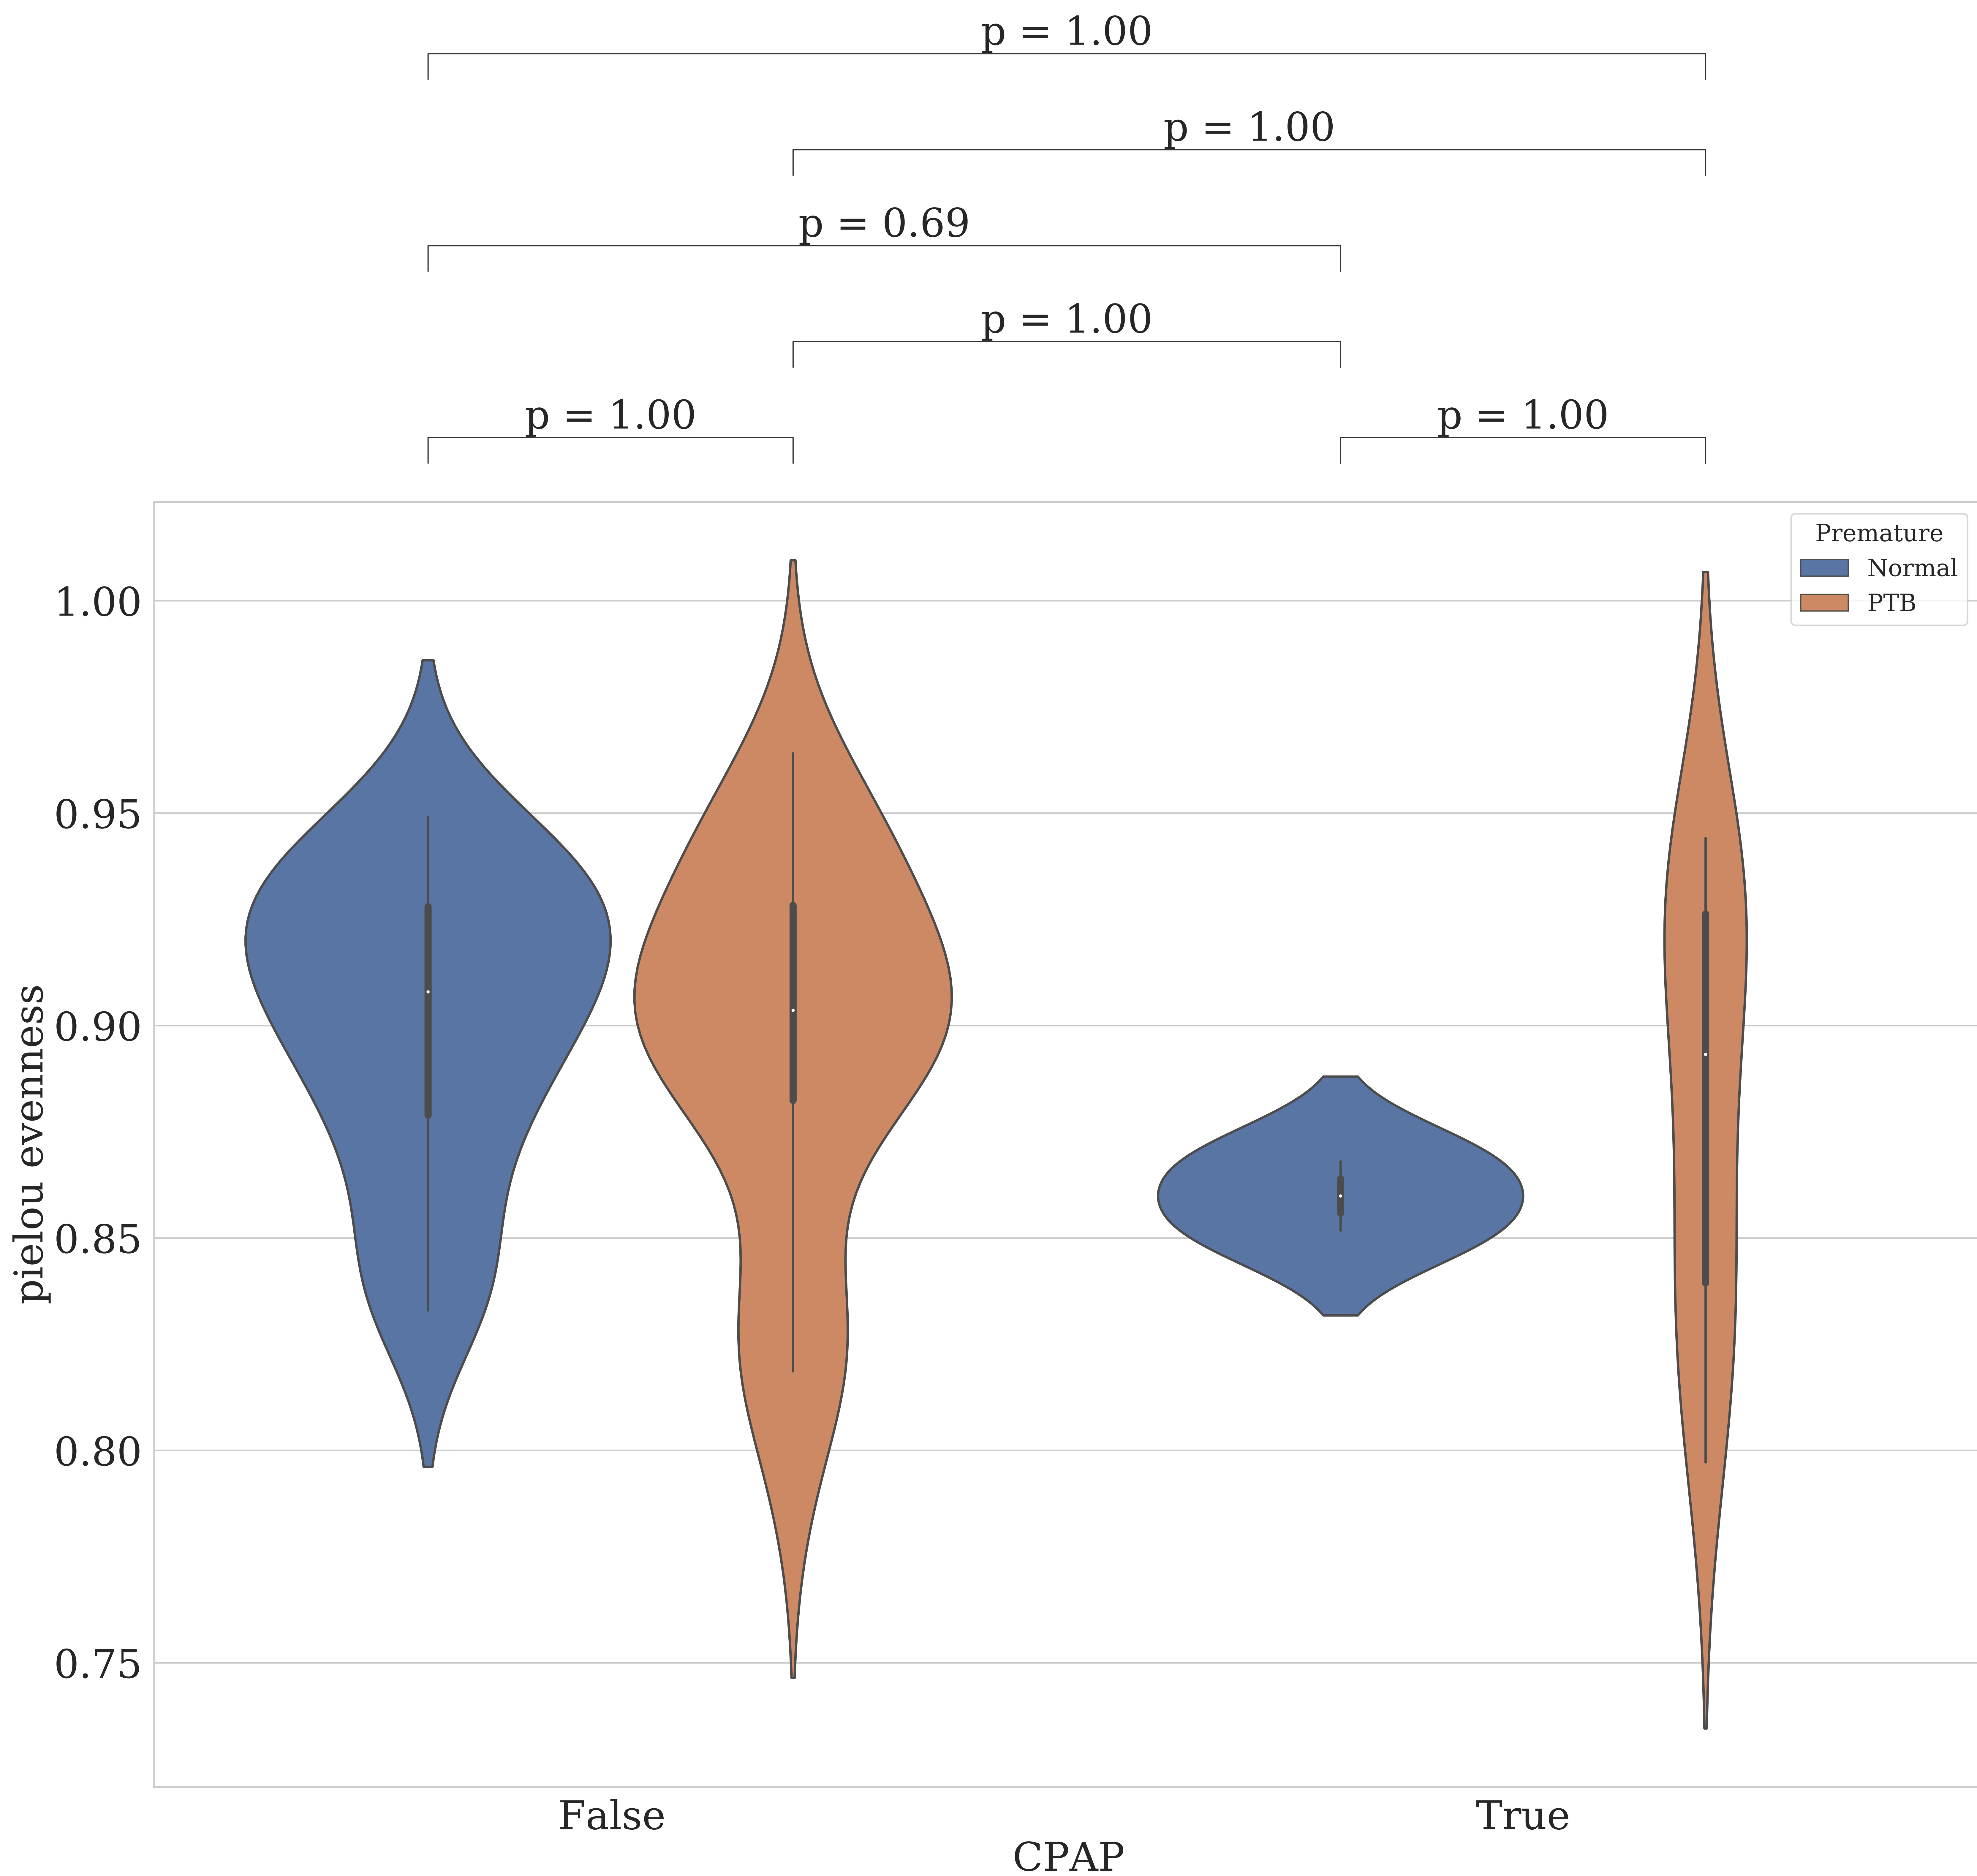 p = 1.00
p = 1.00
p = 0.69
p = 1.00
p = 1.00
p = 1.00
Premature
Normal
PTB
1.00
0.95
0.90
0.85
0.80
0.75
pielou evenness
False
True
CPAP